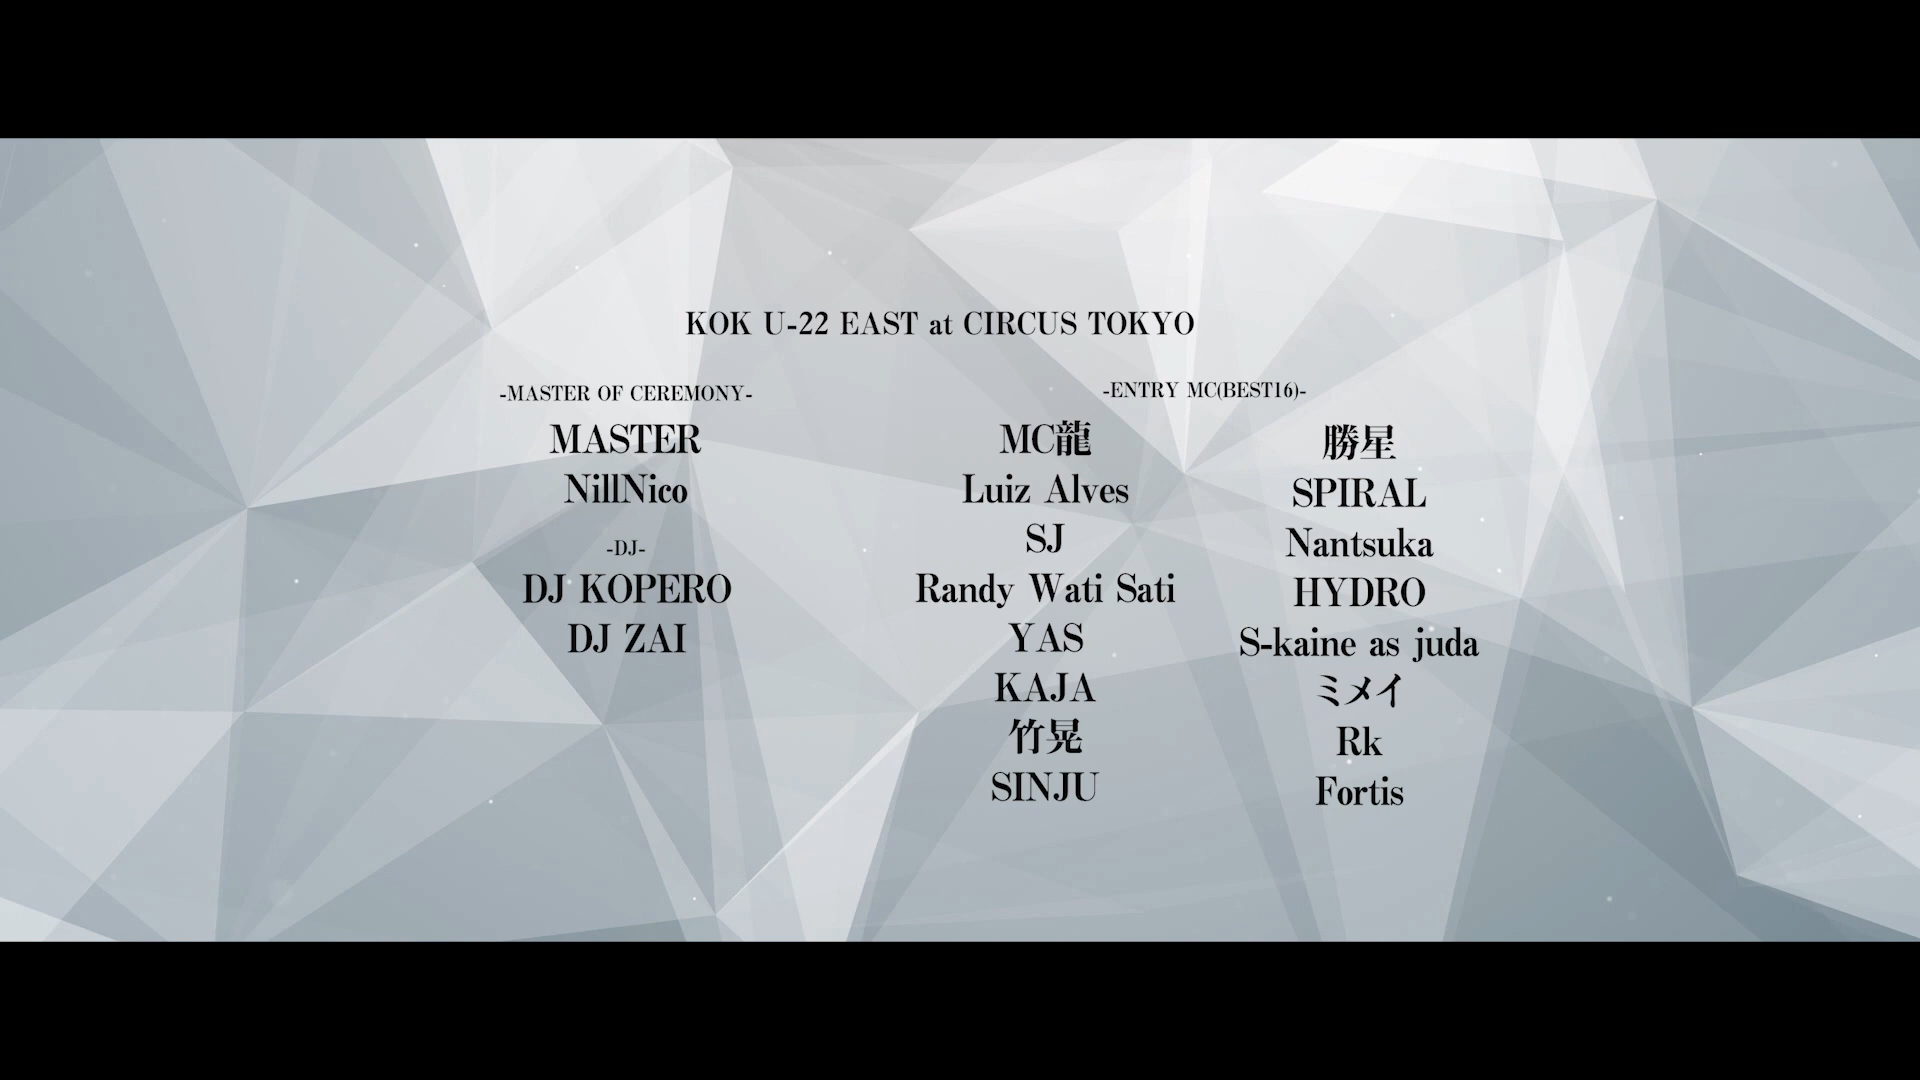 KOK U-22 EAST at CIRCUS TOKYO
-MASTER OF CEREMONY-
MASTER
NillNico
-DJ-
DJ KOPERO
DJ ZAI
-ENTRY MC(BEST16)-
MC龍
Luiz Alves
SJ
Randy Wati Sati
YAS
KAJA
竹晃
SINJU
勝星
SPIRAL
Nantsuka
HYDRO
S-kaine as juda
ミメイ
Rk
Fortis